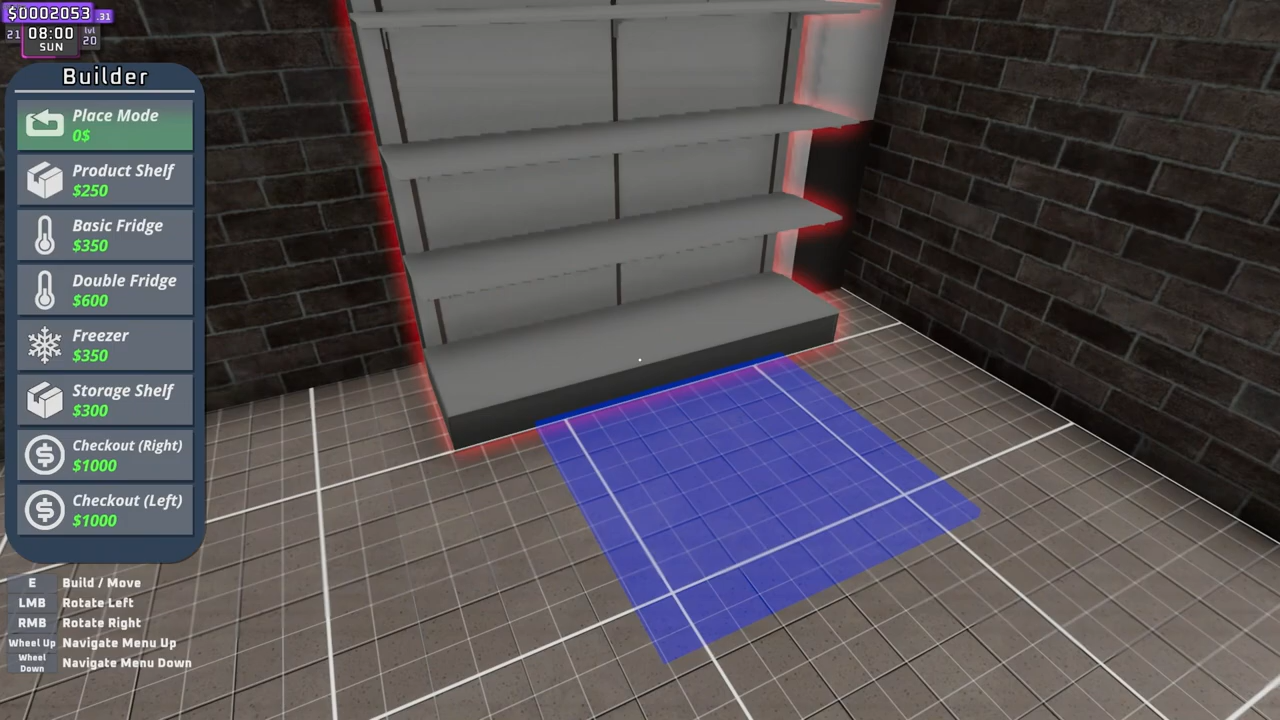 $0002053.31
21 08:00 lvl 20
SUN
Builder
Place Mode
0$
Product Shelf
$250
Basic Fridge
$350
Double Fridge
$600
Freezer
$350
Storage Shelf
$300
Checkout (Right)
$1000
Checkout (Left)
$1000
E Build / Move
LMB Rotate Left
RMB Rotate Right
Wheel Up Navigate Menu Up
Wheel Down Navigate Menu Down